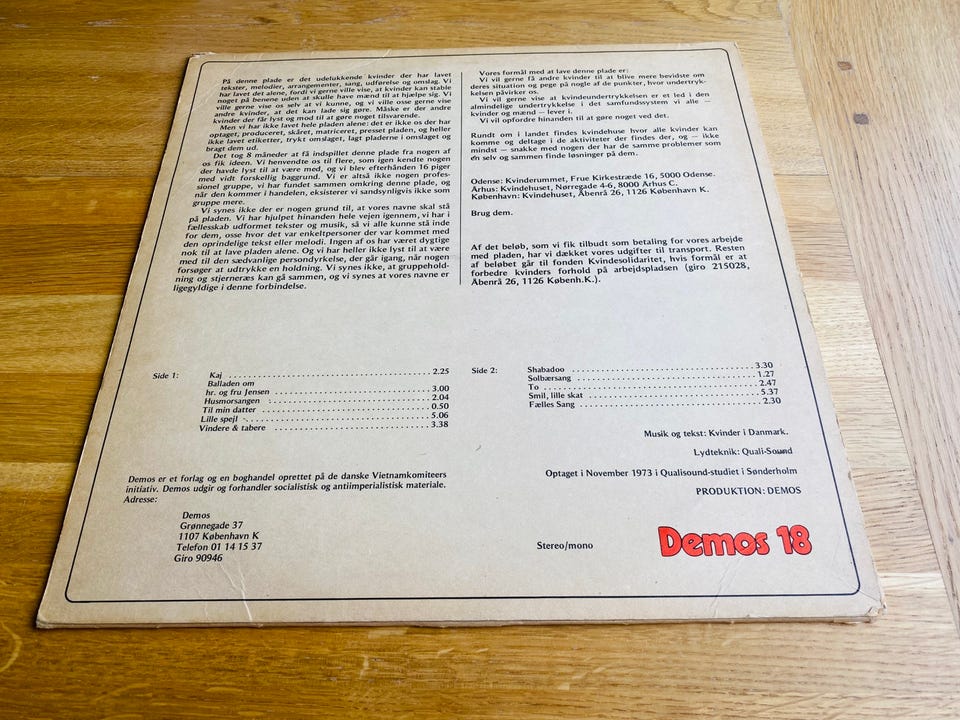 På denne plade er det udelukkende kvinder der har lavet
tekster, melodier, arrangementer, sang, udførelse og omslag. Vi
har lavet det alene, fordi vi gerne ville vise, at kvinder kan stable
noget på benene uden at skulle have mænd til at hjælpe sig. Vi
ville gerne vise os selv at vi kunne, og vi ville osse gerne vise
andre kvinder, at det kan lade sig gøre. Måske er der andre
kvinder der får lyst og mod til at gøre noget tilsvarende.
Men vi har ikke lavet hele pladen alene: det er ikke os der har
optaget, produceret, skåret, matriceret, presset pladen, og heller
ikke lavet etiketter, trykt omslaget, lagt pladerne i omslaget og
bragt dem ud.
Det tog 8 måneder at få indspillet denne plade fra nogen af
os fik ideen. Vi henvendte os til flere, som igen kendte nogen
der havde lyst til at være med, og vi blev efterhånden 16 piger
med vidt forskellig baggrund. Vi er altså ikke nogen profes-
sionel gruppe, vi har fundet sammen omkring denne plade, og
når den kommer i handelen, eksisterer vi sandsynligvis ikke som
gruppe mere.
Vi synes ikke der er nogen grund til, at vores navne skal stå
på pladen. Vi har hjulpet hinanden hele vejen igennem, vi har i
fællesskab udformet tekster og musik, så vi alle kunne stå inde
for dem, osse hvor det var enkeltpersoner der var kommet med
den oprindelige tekst eller melodi. Ingen af os har været dygtige
nok til at lave pladen alene. Og vi har heller ikke lyst til at være
med til den sædvanlige persondyrkelse, der går igang, når nogen
forsøger at udtrykke en holdning. Vi synes ikke, at gruppehold-
ning og stjerneræs kan gå sammen, og vi synes at vores navne er
ligegyldige i denne forbindelse.
Vores formål med at lave denne plade er:
Vi vil gerne få andre kvinder til at blive mere bevidste om
deres situation og pege på nogle af de punkter, hvor undertryk-
kelsen påvirker os.
Vi vil gerne vise at kvindeundertrykkelsen er et led i den
almindelige undertrykkelse i det samfundssystem vi alle —
kvinder og mænd — lever i.
Vi vil opfordre hinanden til at gøre noget ved det.
Rundt om i landet findes kvindehuse hvor alle kvinder kan
komme og deltage i de aktiviteter der findes der, og — ikke
mindst — snakke med nogen der har de samme problemer som
én selv og sammen finde løsninger på dem.
Odense: Kvinderummet, Frue Kirkestræde 16, 5000 Odense.
Århus: Kvindehuset, Nørregade 4-6, 8000 Århus C.
København: Kvindehuset, Åbenrå 26, 1126 København K.
Brug dem.
Af det beløb, som vi fik tilbudt som betaling for vores arbejde
med pladen, har vi dækket vores udgifter til transport. Resten
af beløbet går til fonden Kvindesolidaritet, hvis formål er at
forbedre kvinders forhold på arbejdspladsen (giro 215028,
Åbenrå 26, 1126 Københ.K.).
Side 1: Kaj 2.25
Balladen om
hr. og fru Jensen 3.00
Husmorsangen 2.04
Til min datter 0.50
Lille spejl 5.06
Vindere & tabere 3.38
Side 2: Shabadoo 3.30
Solbærsang 1.27
To 2.47
Smil, lille skat 5.37
Fælles Sang 2.30
Musik og tekst: Kvinder i Danmark.
Lydteknik: Quali-Sound
Optaget i November 1973 i Qualisound-studiet i Sønderholm
PRODUKTION: DEMOS
Demos er et forlag og en boghandel oprettet på de danske Vietnamkomiteers
initiativ. Demos udgir og forhandler socialistisk og antiimperialistisk materiale.
Adresse:
Demos
Grønnegade 37
1107 København K
Telefon 01 14 15 37
Giro 90946
Stereo/mono
Demos 18